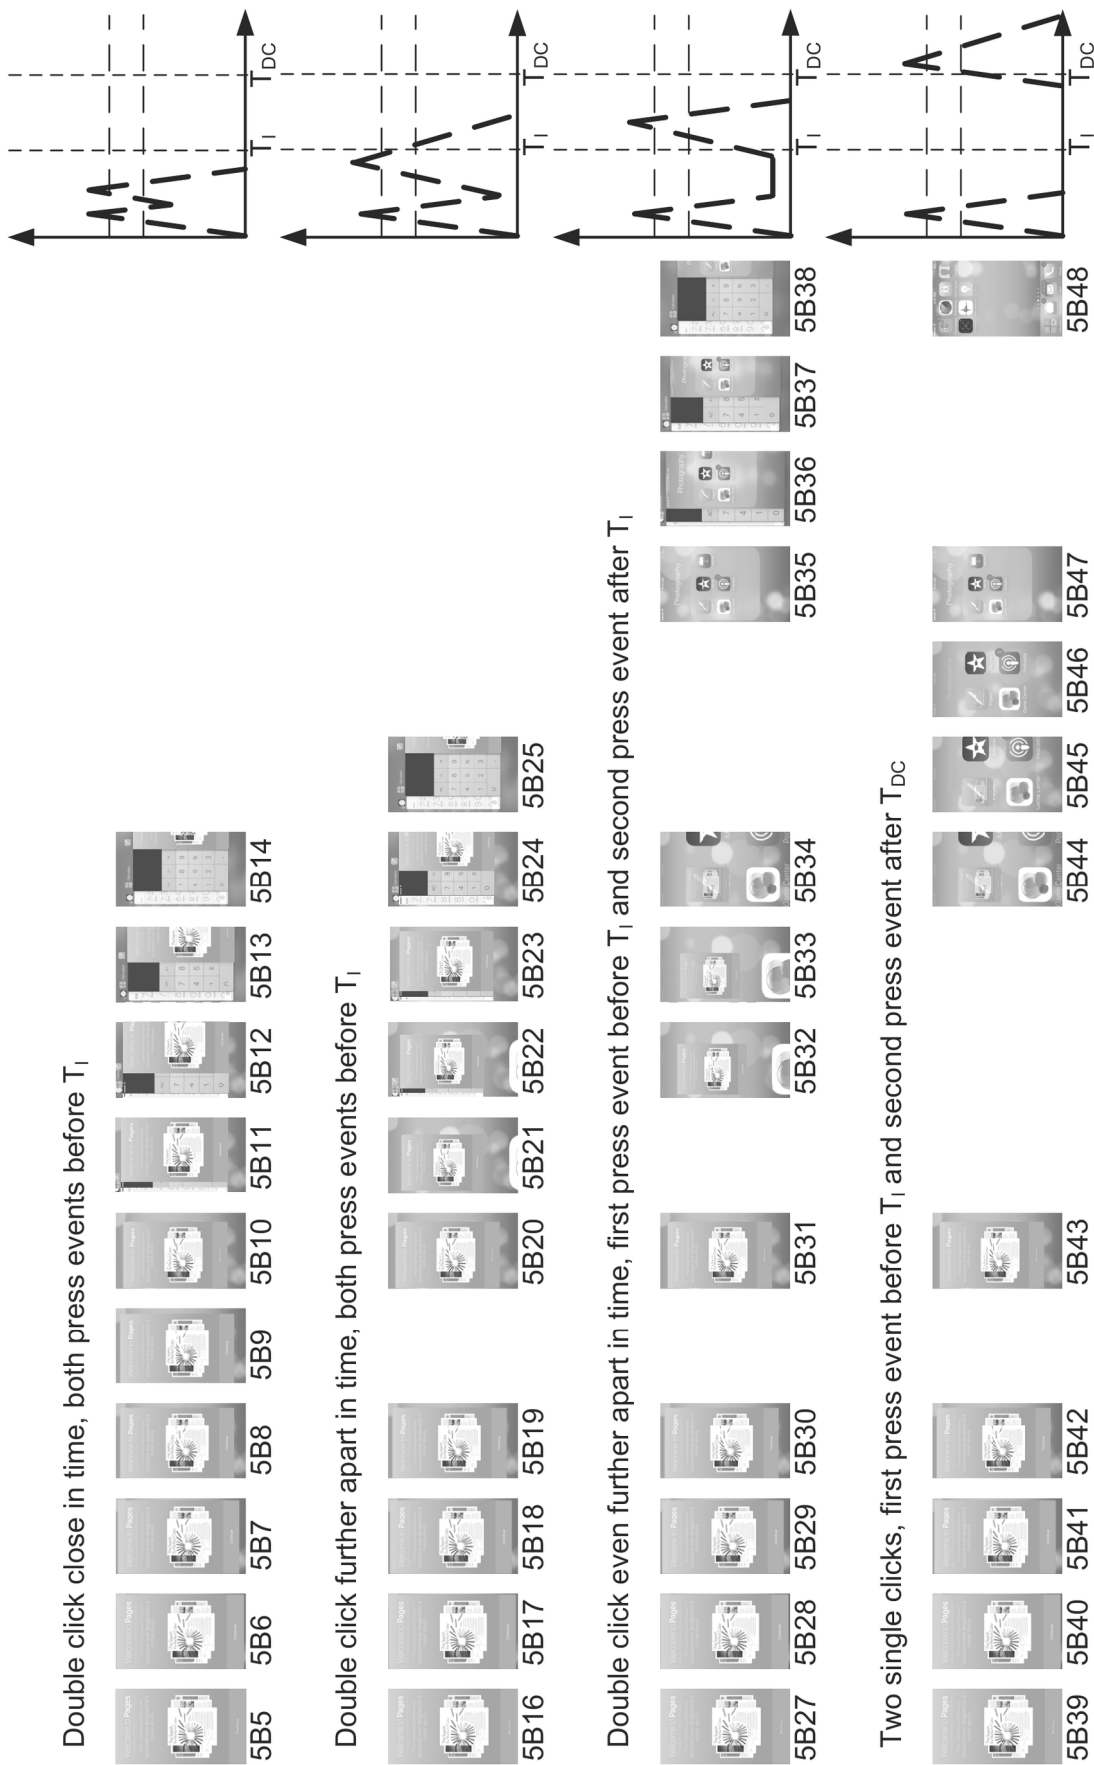 Double click close in time, both press events before T_I
5B5 5B6 5B7 5B8 5B9 5B10 5B11 5B12 5B13 5B14
T_I T_DC
Double click further apart in time, both press events before T_I
5B16 5B17 5B18 5B19 5B20 5B21 5B22 5B23 5B24 5B25
T_I T_DC
Double click even further apart in time, first press event before T_I and second press event after T_I
5B27 5B28 5B29 5B30 5B31 5B32 5B33 5B34 5B35 5B36 5B37 5B38
T_I T_DC
Two single clicks, first press event before T_I and second press event after T_DC
5B39 5B40 5B41 5B42 5B43 5B44 5B45 5B46 5B47 5B48
T_I T_DC